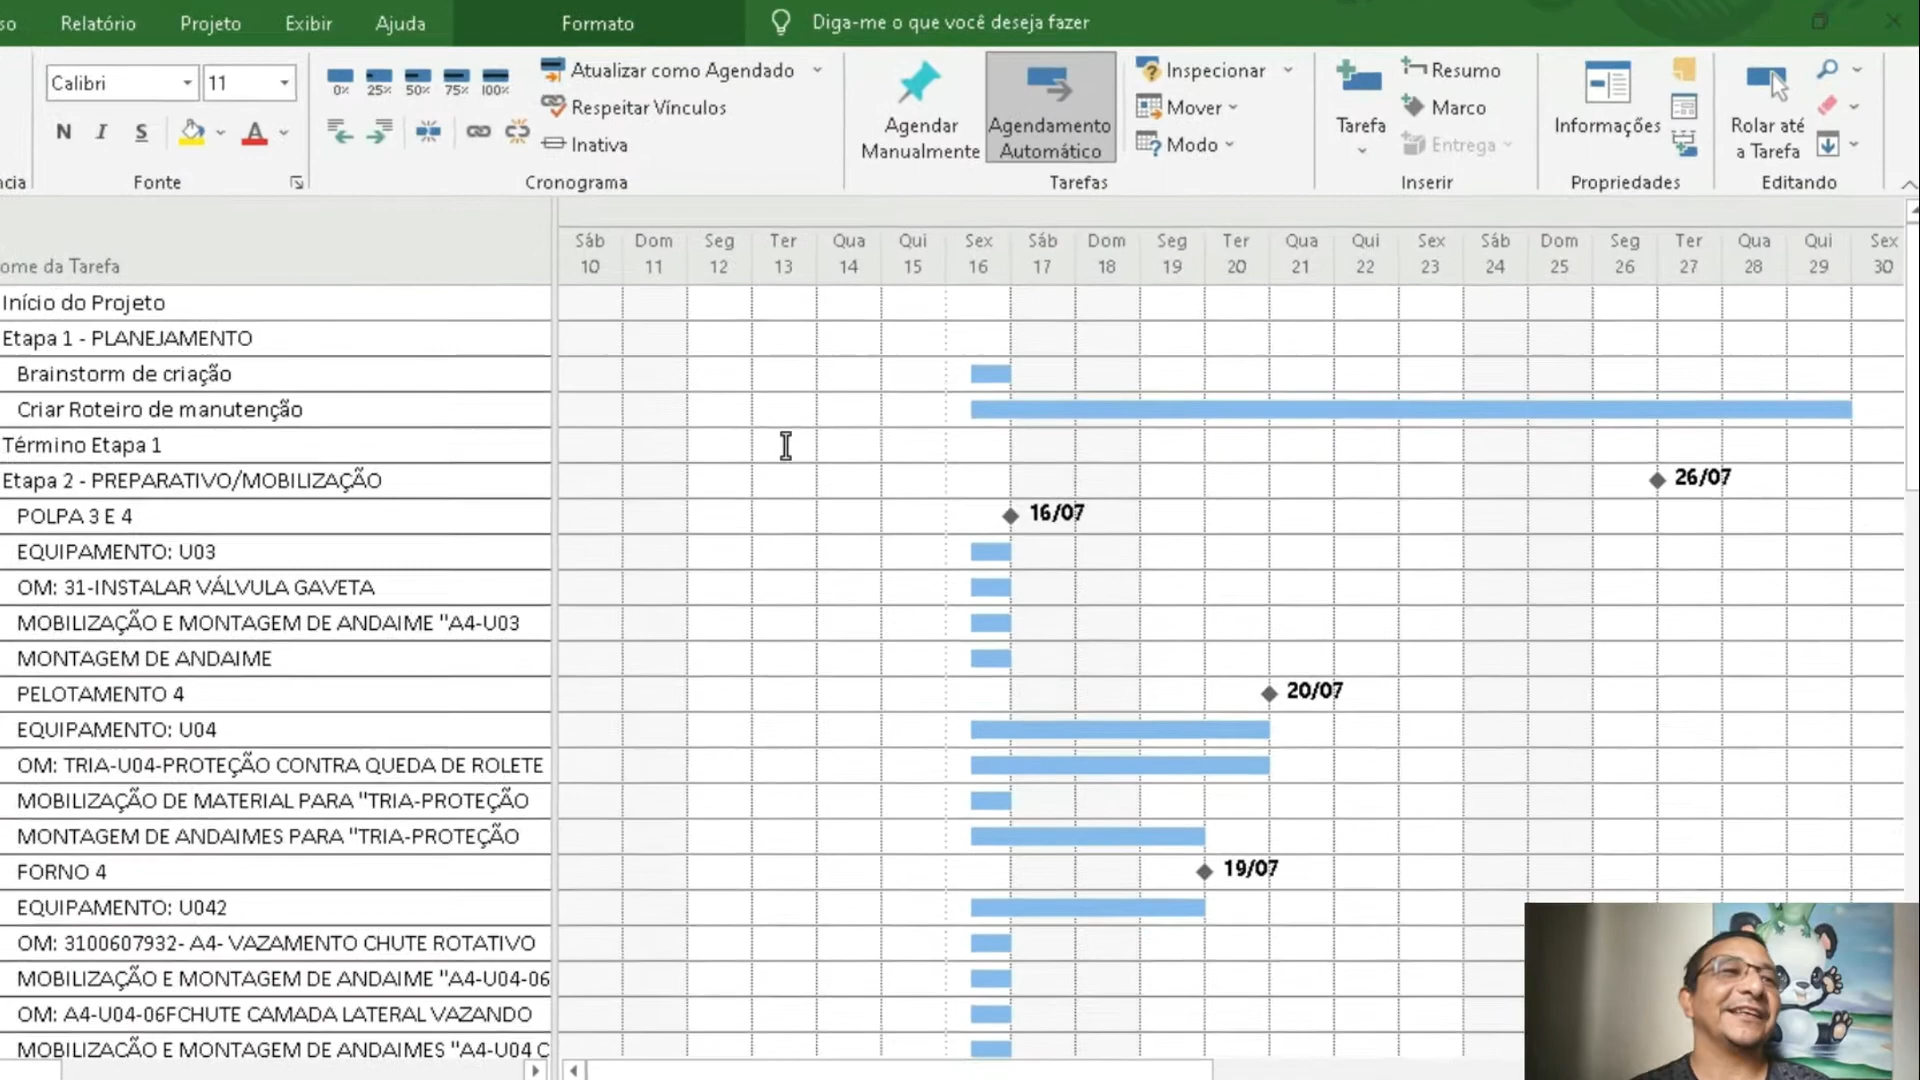 so Relatório Projeto Exibir Ajuda Formato Diga-me o que você deseja fazer
Calibri 11
0% 25% 50% 75% 100%
Atualizar como Agendado
Respeitar Vínculos
Inativa
N I S A
Agendar
Manualmente
Agendamento
Automático
Inspecionar
Mover
Modo
Tarefa
Resumo
Marco
Entrega
Informações
Rolar até
a Tarefa
ncia Fonte Cronograma Tarefas Inserir Propriedades Editando
Sáb Dom Seg Ter Qua Qui Sex Sáb Dom Seg Ter Qua Qui Sex Sáb Dom Seg Ter Qua Qui Sex
ome da Tarefa 10 11 12 13 14 15 16 17 18 19 20 21 22 23 24 25 26 27 28 29 30
Início do Projeto
Etapa 1 - PLANEJAMENTO
Brainstorm de criação
Criar Roteiro de manutenção
Término Etapa 1
Etapa 2 - PREPARATIVO/MOBILIZAÇÃO 26/07
POLPA 3 E 4 16/07
EQUIPAMENTO: U03
OM: 31-INSTALAR VÁLVULA GAVETA
MOBILIZAÇÃO E MONTAGEM DE ANDAIME "A4-U03
MONTAGEM DE ANDAIME
PELOTAMENTO 4 20/07
EQUIPAMENTO: U04
OM: TRIA-U04-PROTEÇÃO CONTRA QUEDA DE ROLETE
MOBILIZAÇÃO DE MATERIAL PARA "TRIA-PROTEÇÃO
MONTAGEM DE ANDAIMES PARA "TRIA-PROTEÇÃO
FORNO 4 19/07
EQUIPAMENTO: U042
OM: 3100607932- A4- VAZAMENTO CHUTE ROTATIVO
MOBILIZAÇÃO E MONTAGEM DE ANDAIME "A4-U04-06
OM: A4-U04-06FCHUTE CAMADA LATERAL VAZANDO
MOBILIZAÇÃO E MONTAGEM DE ANDAIMES "A4-U04 C